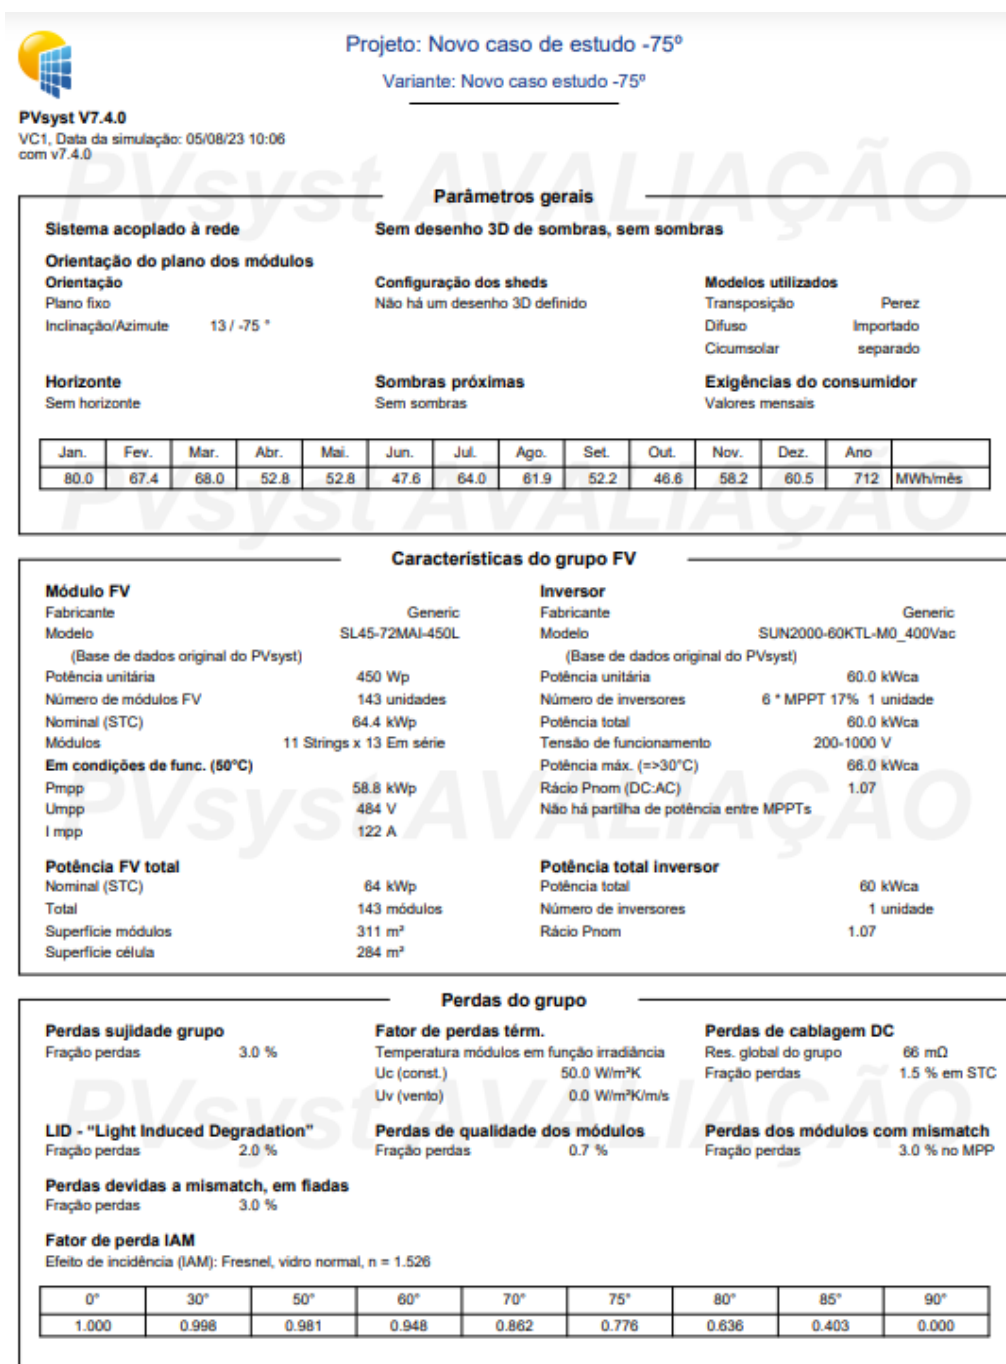 Projeto: Novo caso de estudo -75º
Variante: Novo caso estudo -75º
PVsyst V7.4.0
VC1, Data da simulação: 05/08/23 10:06
com v7.4.0
PVsyst AVALIAÇÃO
Parâmetros gerais
Sistema acoplado à rede Sem desenho 3D de sombras, sem sombras
Orientação do plano dos módulos
Orientação Configuração dos sheds Modelos utilizados
Plano fixo Não há um desenho 3D definido Transposição Perez
Inclinação/Azimute 13 / -75 ° Difuso Importado
Cicumsolar separado
Horizonte Sombras próximas Exigências do consumidor
Sem horizonte Sem sombras Valores mensais
Jan. Fev. Mar. Abr. Mai. Jun. Jul. Ago. Set. Out. Nov. Dez. Ano
80.0 67.4 68.0 52.8 52.8 47.6 64.0 61.9 52.2 46.6 58.2 60.5 712 MWh/mês
PVsyst AVALIAÇÃO
Características do grupo FV
Módulo FV Inversor
Fabricante Generic Fabricante Generic
Modelo SL45-72MAI-450L Modelo SUN2000-60KTL-M0_400Vac
(Base de dados original do PVsyst) (Base de dados original do PVsyst)
Potência unitária 450 Wp Potência unitária 60.0 kWca
Número de módulos FV 143 unidades Número de inversores 6 * MPPT 17% 1 unidade
Nominal (STC) 64.4 kWp Potência total 60.0 kWca
Módulos 11 Strings x 13 Em série Tensão de funcionamento 200-1000 V
Em condições de func. (50°C) Potência máx. (=>30°C) 66.0 kWca
Pmpp 58.8 kWp Rácio Pnom (DC:AC) 1.07
Umpp 484 V Não há partilha de potência entre MPPTs
I mpp 122 A
PVsyst AVALIAÇÃO
Potência FV total Potência total inversor
Nominal (STC) 64 kWp Potência total 60 kWca
Total 143 módulos Número de inversores 1 unidade
Superfície módulos 311 m² Rácio Pnom 1.07
Superfície célula 284 m²
Perdas do grupo
Perdas sujidade grupo Fator de perdas térm. Perdas de cablagem DC
Fração perdas 3.0 % Temperatura módulos em função irradiância Res. global do grupo 66 mΩ
Uc (const.) 50.0 W/m²K Fração perdas 1.5 % em STC
Uv (vento) 0.0 W/m²K/m/s
PVsyst AVALIAÇÃO
LID - “Light Induced Degradation” Perdas de qualidade dos módulos Perdas dos módulos com mismatch
Fração perdas 2.0 % Fração perdas 0.7 % Fração perdas 3.0 % no MPP
Perdas devidas a mismatch, em fiadas
Fração perdas 3.0 %
Fator de perda IAM
Efeito de incidência (IAM): Fresnel, vidro normal, n = 1.526
0° 30° 50° 60° 70° 75° 80° 85° 90°
1.000 0.998 0.981 0.948 0.862 0.776 0.636 0.403 0.000